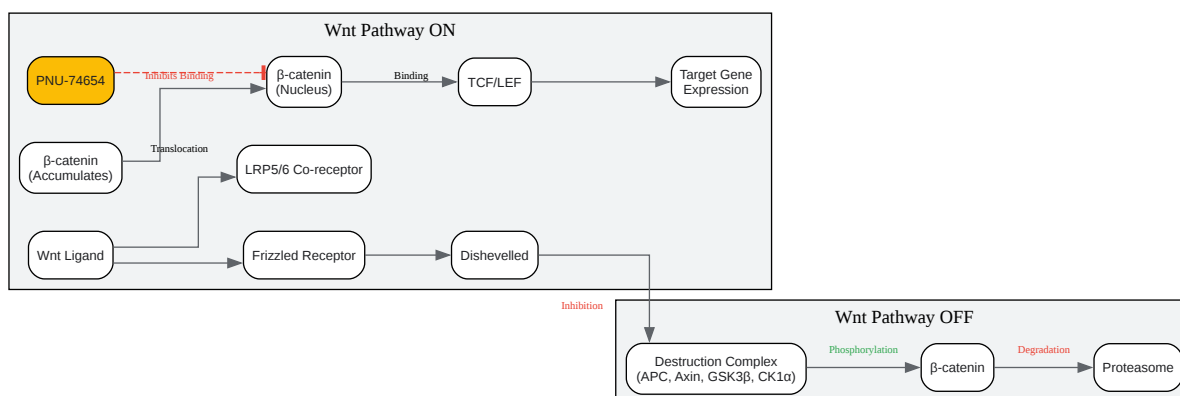 Wnt Pathway ON
PNU-74654
Inhibits Binding
β-catenin
(Nucleus)
Binding
TCF/LEF
Target Gene
Expression
β-catenin
(Accumulates)
Translocation
LRP5/6 Co-receptor
Wnt Ligand
Frizzled Receptor
Dishevelled
Inhibition
Wnt Pathway OFF
Destruction Complex
(APC, Axin, GSK3β, CK1α)
Phosphorylation
β-catenin
Degradation
Proteasome